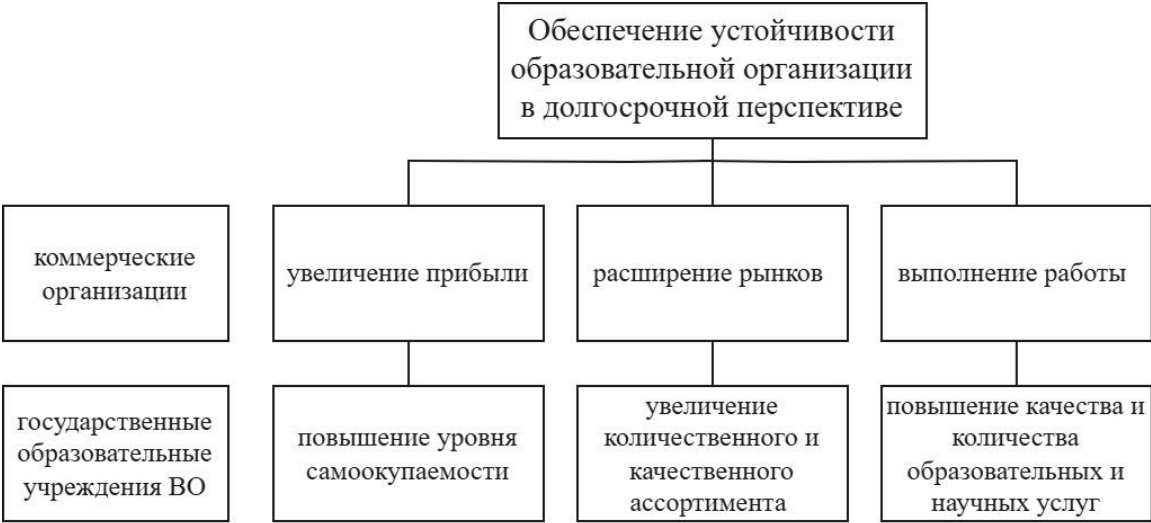 Обеспечение устойчивости
образовательной организации
в долгосрочной перспективе
коммерческие
организации
увеличение прибыли
расширение рынков
выполнение работы
государственные
образовательные
учреждения ВО
повышение уровня
самоокупаемости
увеличение
количественного и
качественного
ассортимента
повышение качества и
количества
образовательных и
научных услуг